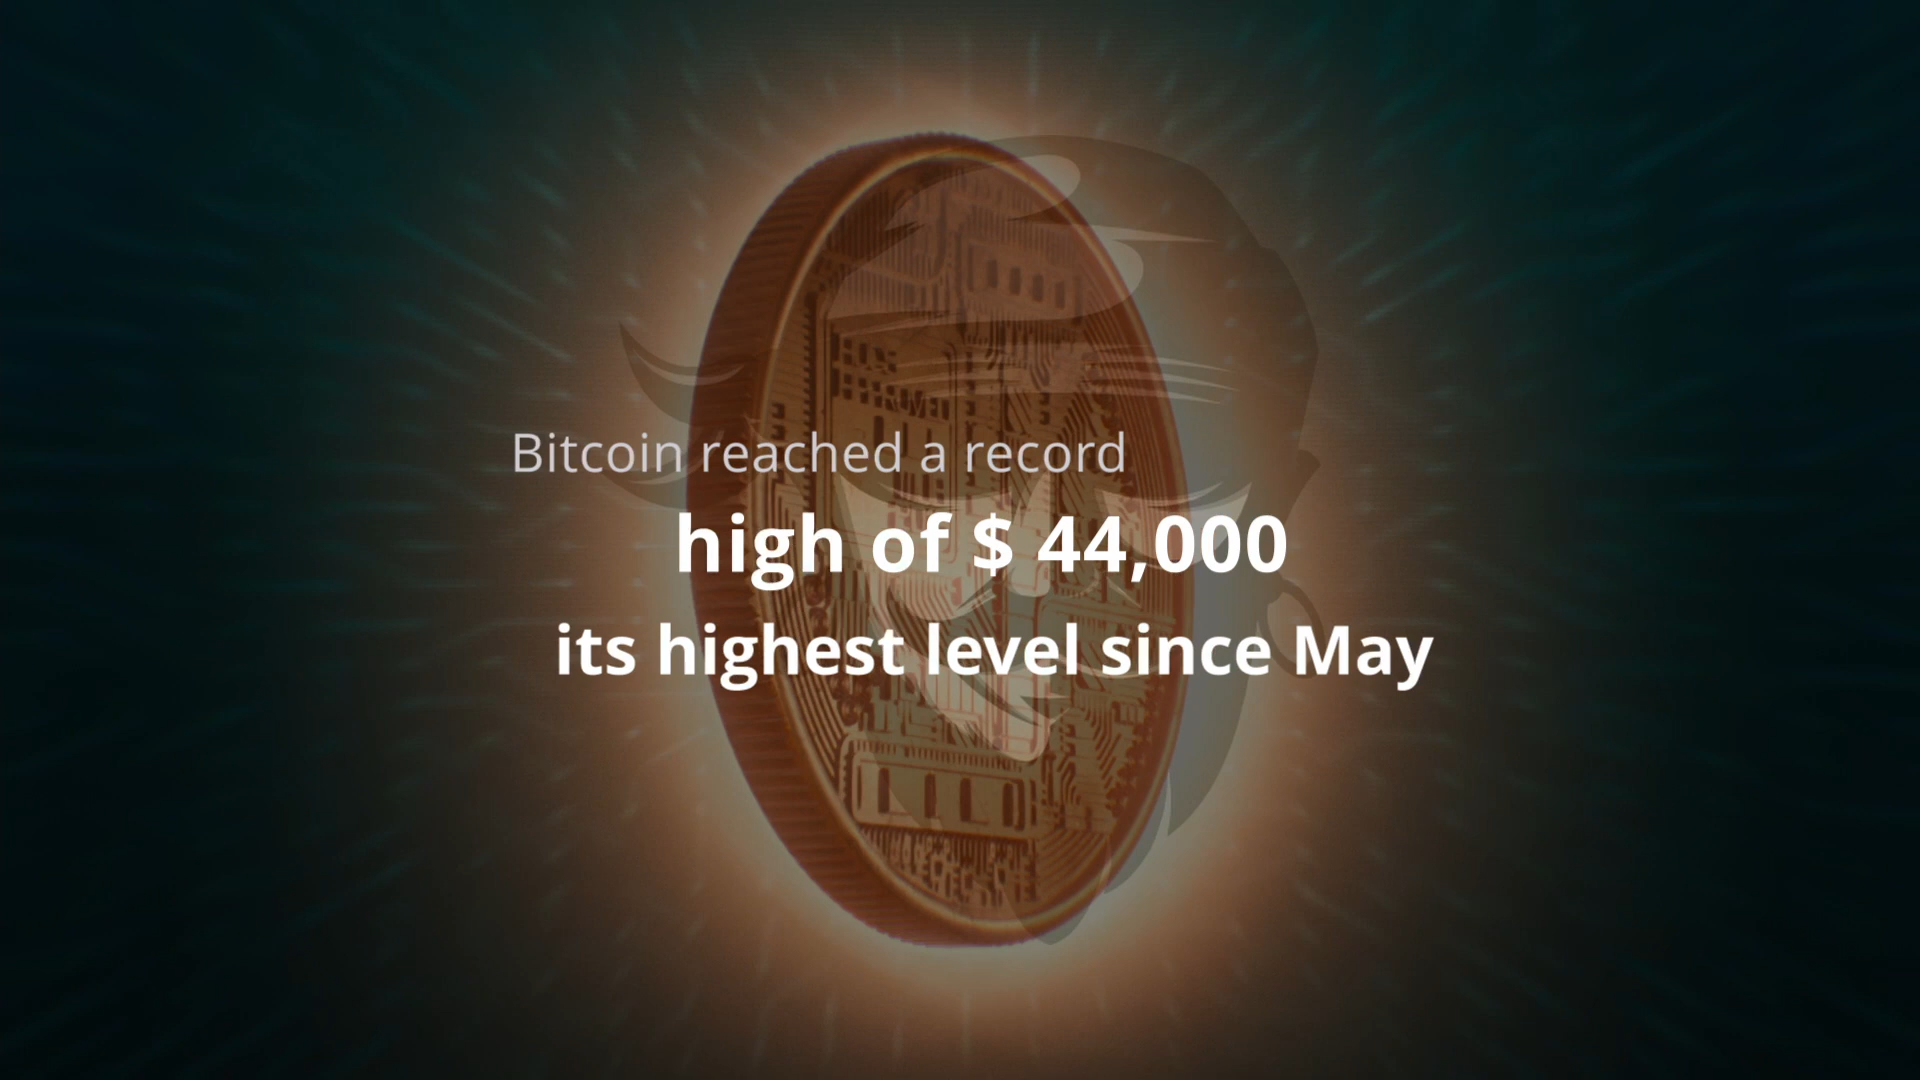 Bitcoin reached a record
high of $ 44,000
its highest level since May